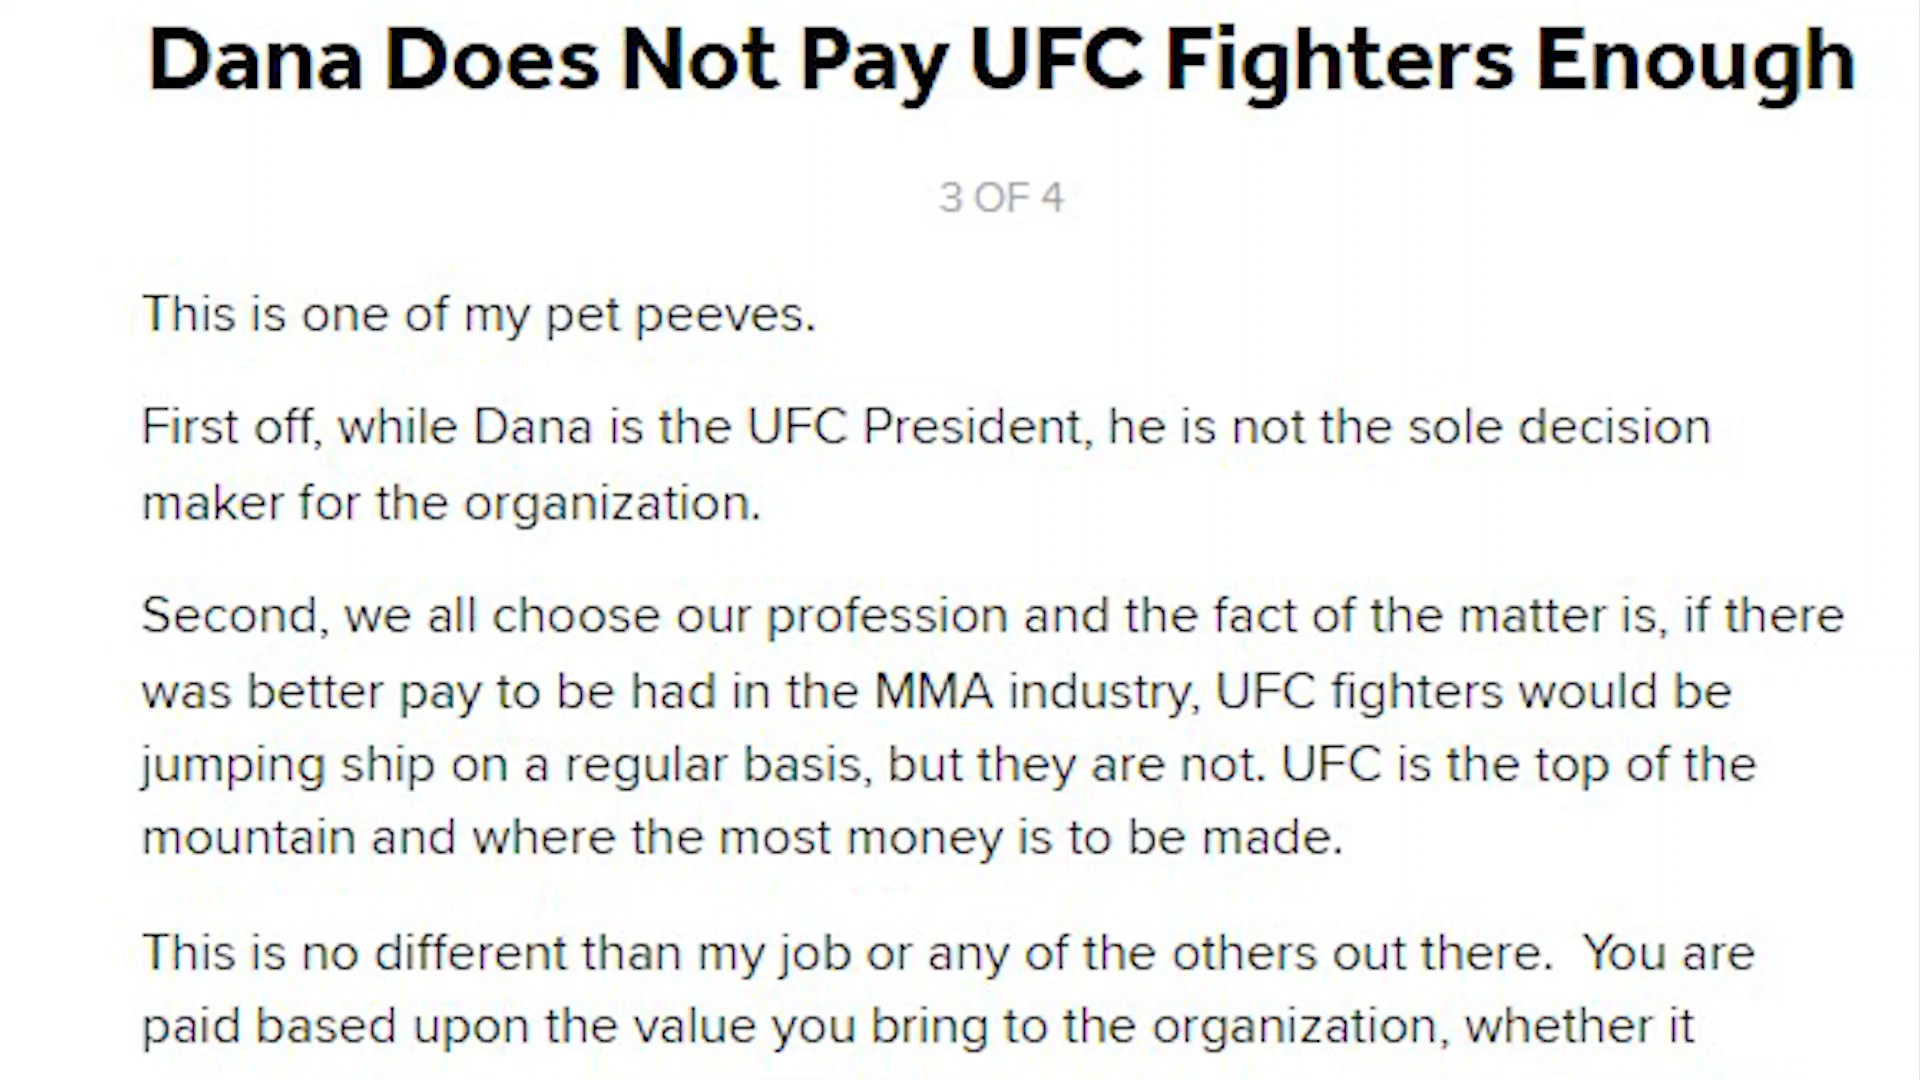 Dana Does Not Pay UFC Fighters Enough
3 OF 4
This is one of my pet peeves.
First off, while Dana is the UFC President, he is not the sole decision
maker for the organization.
Second, we all choose our profession and the fact of the matter is, if there
was better pay to be had in the MMA industry, UFC fighters would be
jumping ship on a regular basis, but they are not. UFC is the top of the
mountain and where the most money is to be made.
This is no different than my job or any of the others out there.  You are
paid based upon the value you bring to the organization, whether it